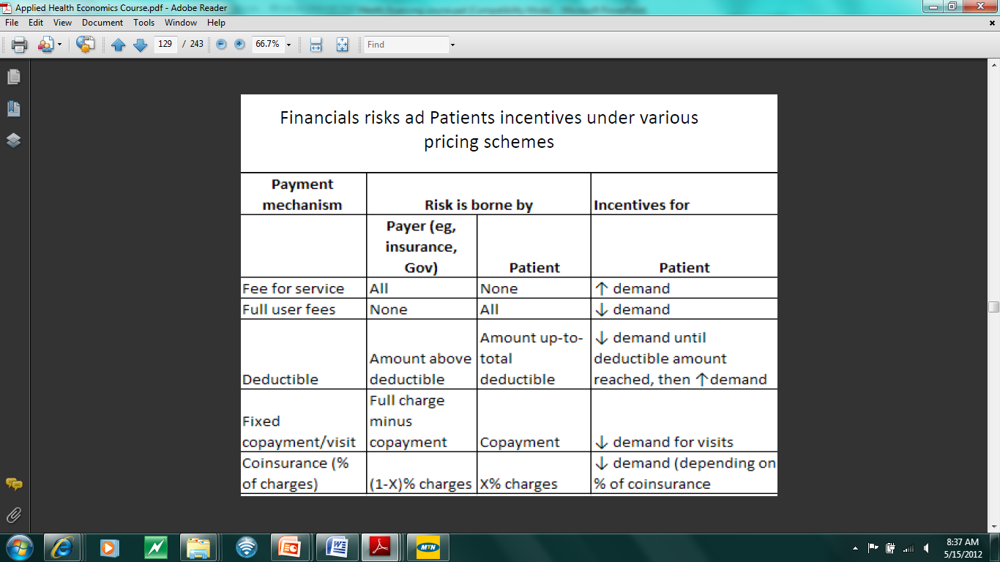 Applied Health Economics Course.pdf - Adobe Reader
File Edit View Document Tools Window Help
129 / 243 66.7% Find
Financials risks ad Patients incentives under various
pricing schemes
Payment
mechanism
Risk is borne by
Incentives for
Payer (eg,
insurance,
Gov)
Patient
Patient
Fee for service
All
None
↑ demand
Full user fees
None
All
↓ demand
Deductible
Amount above
deductible
Amount up-to-
total
deductible
↓ demand until
deductible amount
reached, then ↑demand
Fixed
copayment/visit
Full charge
minus
copayment
Copayment
↓ demand for visits
Coinsurance (%
of charges)
(1-X)% charges
X% charges
↓ demand (depending on
% of coinsurance
MTN
8:37 AM
5/15/2012